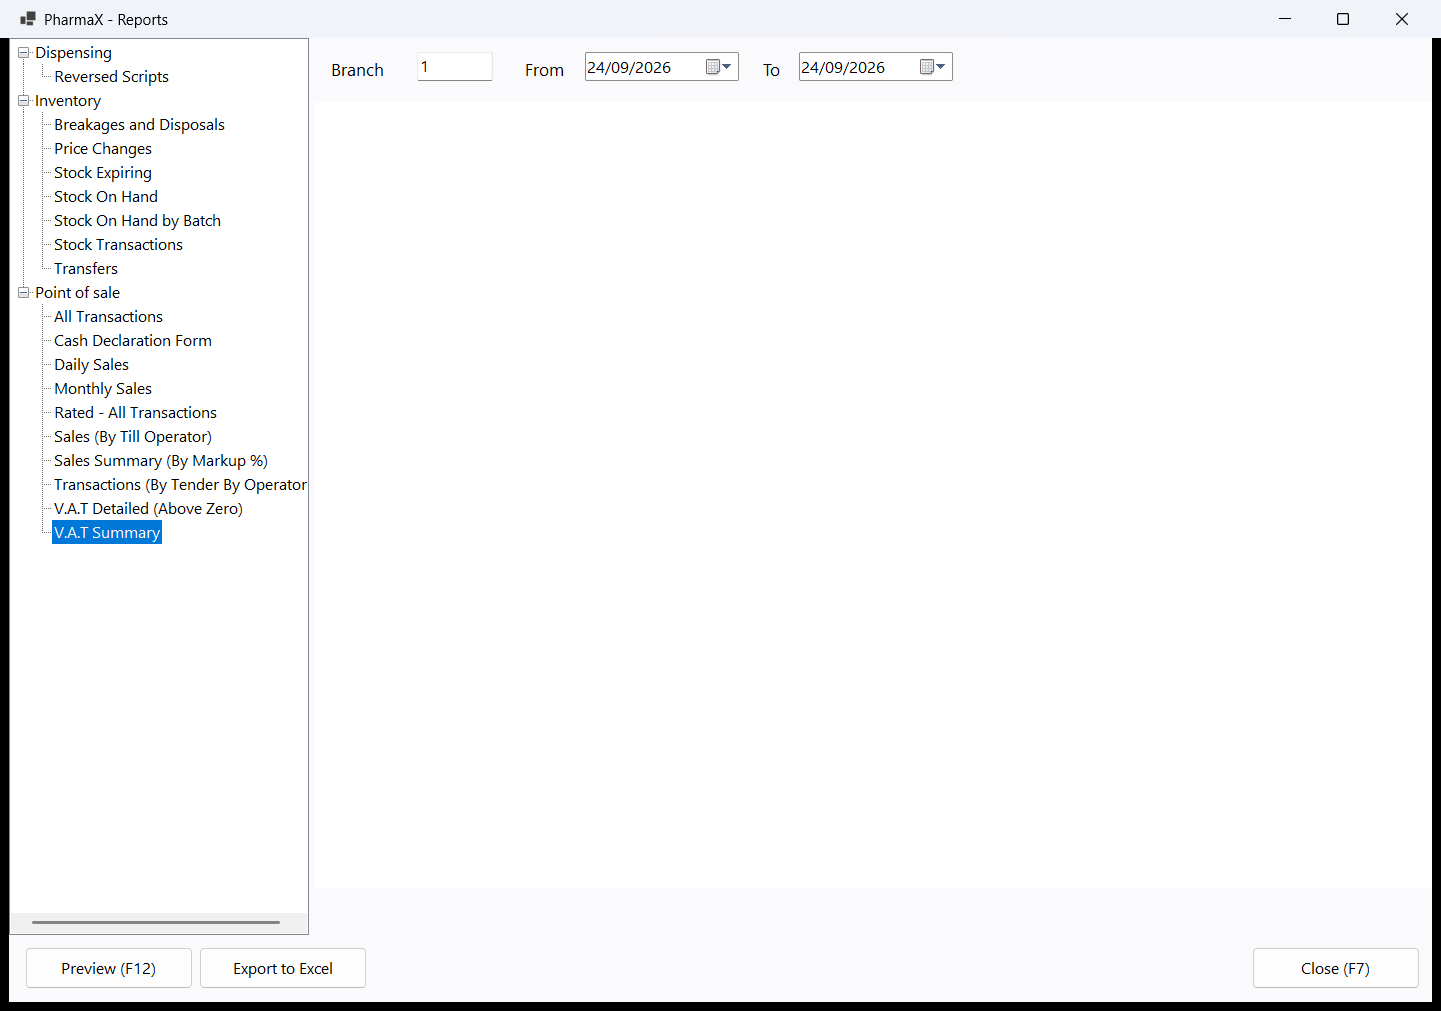 PharmaX - Reports
Dispensing
Reversed Scripts
Inventory
Breakages and Disposals
Price Changes
Stock Expiring
Stock On Hand
Stock On Hand by Batch
Stock Transactions
Transfers
Point of sale
All Transactions
Cash Declaration Form
Daily Sales
Monthly Sales
Rated - All Transactions
Sales (By Till Operator)
Sales Summary (By Markup %)
Transactions (By Tender By Operator
V.A.T Detailed (Above Zero)
V.A.T Summary
Branch 1 From 24/09/2026 To 24/09/2026
Preview (F12) Export to Excel Close (F7)